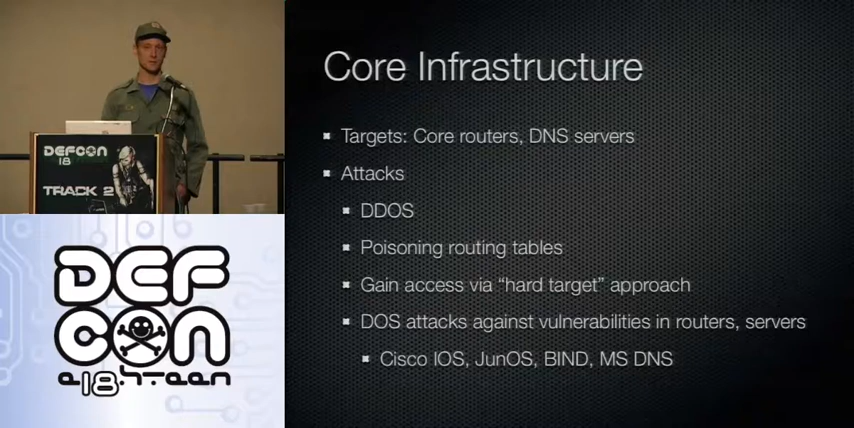 DEFCON
18
TRACK 2
DEF
CON
e18hteen
Core Infrastructure
Targets: Core routers, DNS servers
Attacks
DDOS
Poisoning routing tables
Gain access via “hard target” approach
DOS attacks against vulnerabilities in routers, servers
Cisco IOS, JunOS, BIND, MS DNS